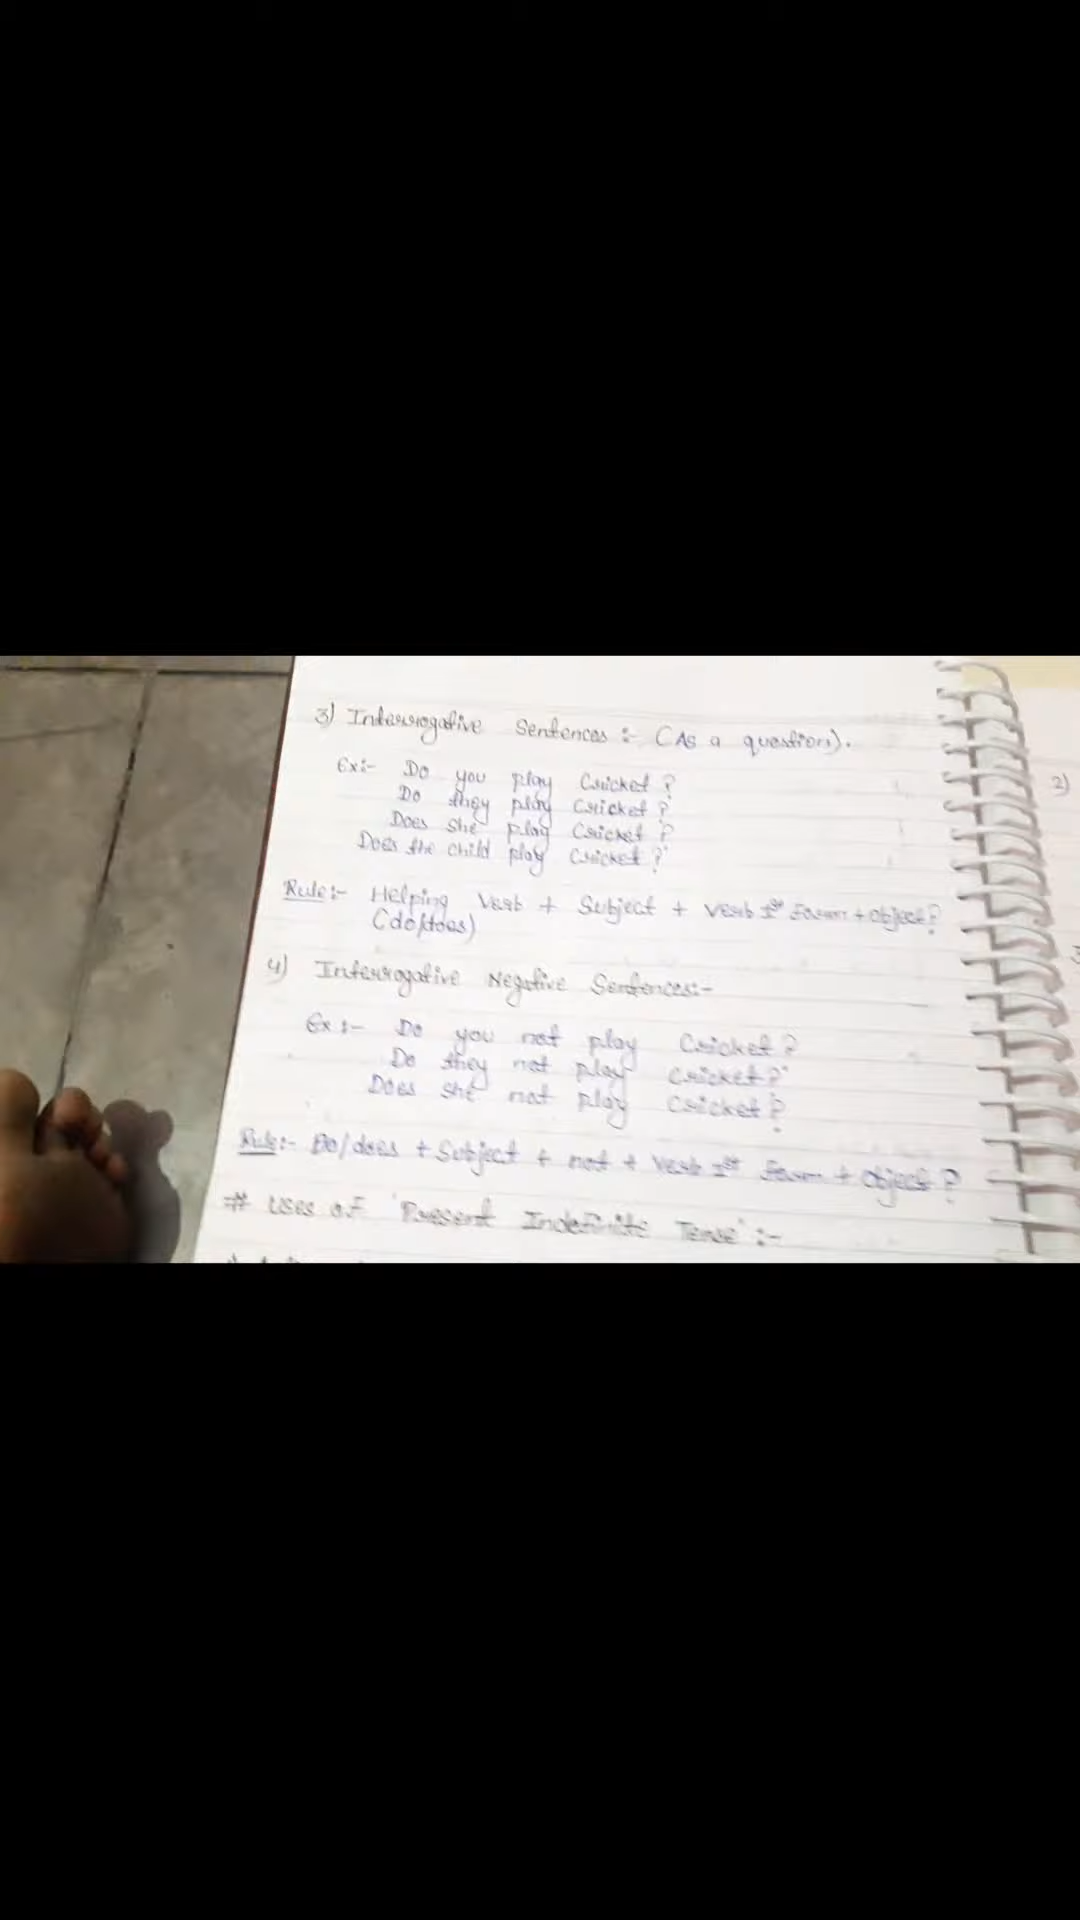 3) Interrogative Sentences :- (As a question).
Ex:- Do you play Cricket ?
Do they play Cricket ?
Does she play Cricket ?
Does the child play Cricket ?
Rule :- Helping Verb + Subject + Verb Ist Form + object ?
(do/does)
4) Interrogative Negative Sentences:-
Ex :- Do you not play Cricket ?
Do they not play Cricket ?
Does she not play Cricket ?
Rule:- Do/does + Subject + not + Verb Ist Form + Object ?
# Uses of 'Present Indefinite Tense' :-
2)